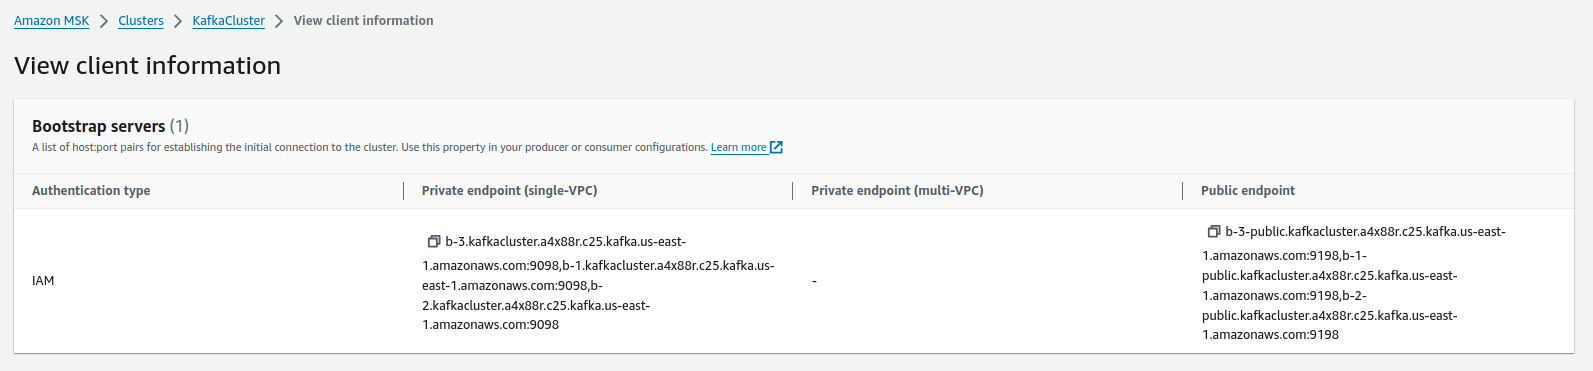 Amazon MSK > Clusters > KafkaCluster > View client information
View client information
Bootstrap servers (1)
A list of host:port pairs for establishing the initial connection to the cluster. Use this property in your producer or consumer configurations. Learn more
Authentication type Private endpoint (single-VPC) Private endpoint (multi-VPC) Public endpoint
IAM
b-3.kafkacluster.a4x88r.c25.kafka.us-east-
1.amazonaws.com:9098,b-1.kafkacluster.a4x88r.c25.kafka.us-
east-1.amazonaws.com:9098,b-
2.kafkacluster.a4x88r.c25.kafka.us-east-
1.amazonaws.com:9098
-
b-3-public.kafkacluster.a4x88r.c25.kafka.us-east-
1.amazonaws.com:9198,b-1-
public.kafkacluster.a4x88r.c25.kafka.us-east-
1.amazonaws.com:9198,b-2-
public.kafkacluster.a4x88r.c25.kafka.us-east-
1.amazonaws.com:9198